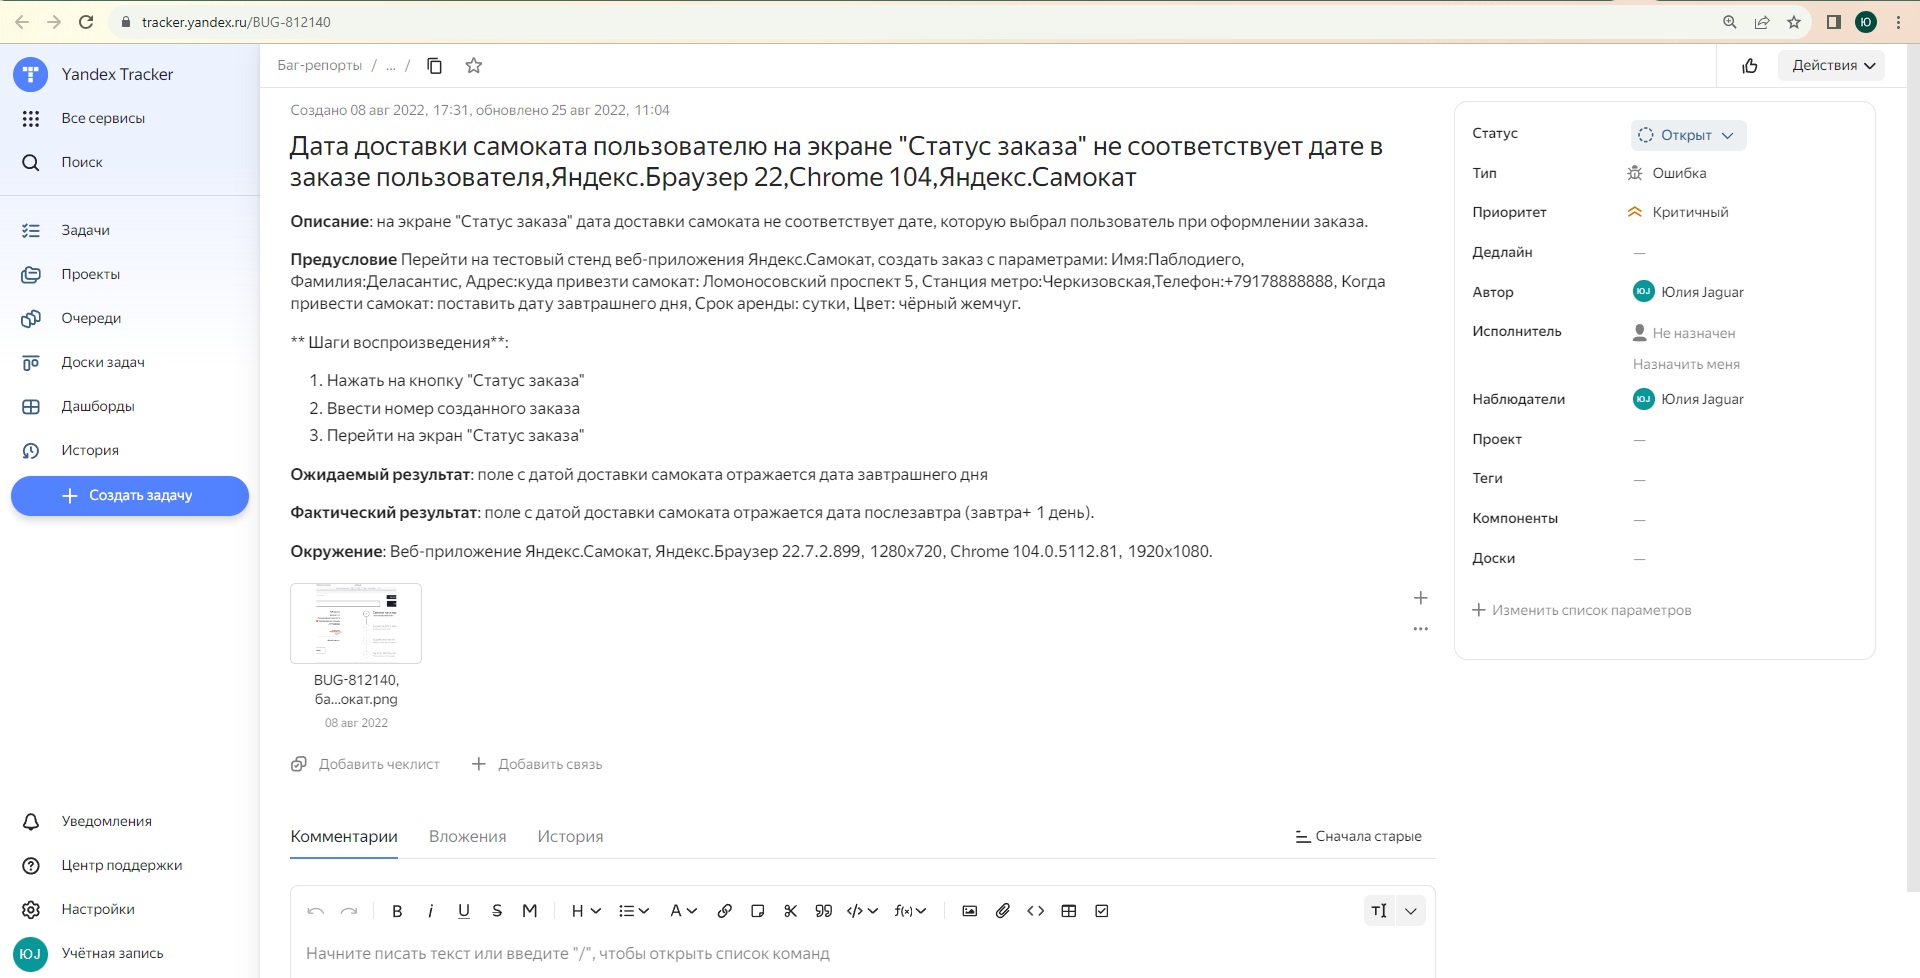 tracker.yandex.ru/BUG-812140
Ю
Yandex Tracker
Все сервисы
Поиск
Задачи
Проекты
Очереди
Доски задач
Дашборды
История
Создать задачу
Уведомления
Центр поддержки
Настройки
ЮJ Учётная запись
Баг-репорты / ... /
Действия
Создано 08 авг 2022, 17:31, обновлено 25 авг 2022, 11:04
Дата доставки самоката пользователю на экране "Статус заказа" не соответствует дате в
заказе пользователя,Яндекс.Браузер 22,Chrome 104,Яндекс.Самокат
Описание: на экране "Статус заказа" дата доставки самоката не соответствует дате, которую выбрал пользователь при оформлении заказа.
Предусловие Перейти на тестовый стенд веб-приложения Яндекс.Самокат, создать заказ с параметрами: Имя:Паблодиего,
Фамилия:Деласантис, Адрес:куда привезти самокат: Ломоносовский проспект 5, Станция метро:Черкизовская,Телефон:+79178888888, Когда
привести самокат: поставить дату завтрашнего дня, Срок аренды: сутки, Цвет: чёрный жемчуг.
** Шаги воспроизведения**:
1. Нажать на кнопку "Статус заказа"
2. Ввести номер созданного заказа
3. Перейти на экран "Статус заказа"
Ожидаемый результат: поле с датой доставки самоката отражается дата завтрашнего дня
Фактический результат: поле с датой доставки самоката отражается дата послезавтра (завтра+ 1 день).
Окружение: Веб-приложение Яндекс.Самокат, Яндекс.Браузер 22.7.2.899, 1280x720, Chrome 104.0.5112.81, 1920x1080.
BUG-812140,
ба...окат.png
08 авг 2022
Добавить чеклист
Добавить связь
Комментарии Вложения История
Сначала старые
B i U S M H A f(x) TI
Начните писать текст или введите "/", чтобы открыть список команд
Статус Открыт
Тип Ошибка
Приоритет Критичный
Дедлайн —
Автор ЮJ Юлия Jaguar
Исполнитель Не назначен
Назначить меня
Наблюдатели ЮJ Юлия Jaguar
Проект —
Теги —
Компоненты —
Доски —
Изменить список параметров